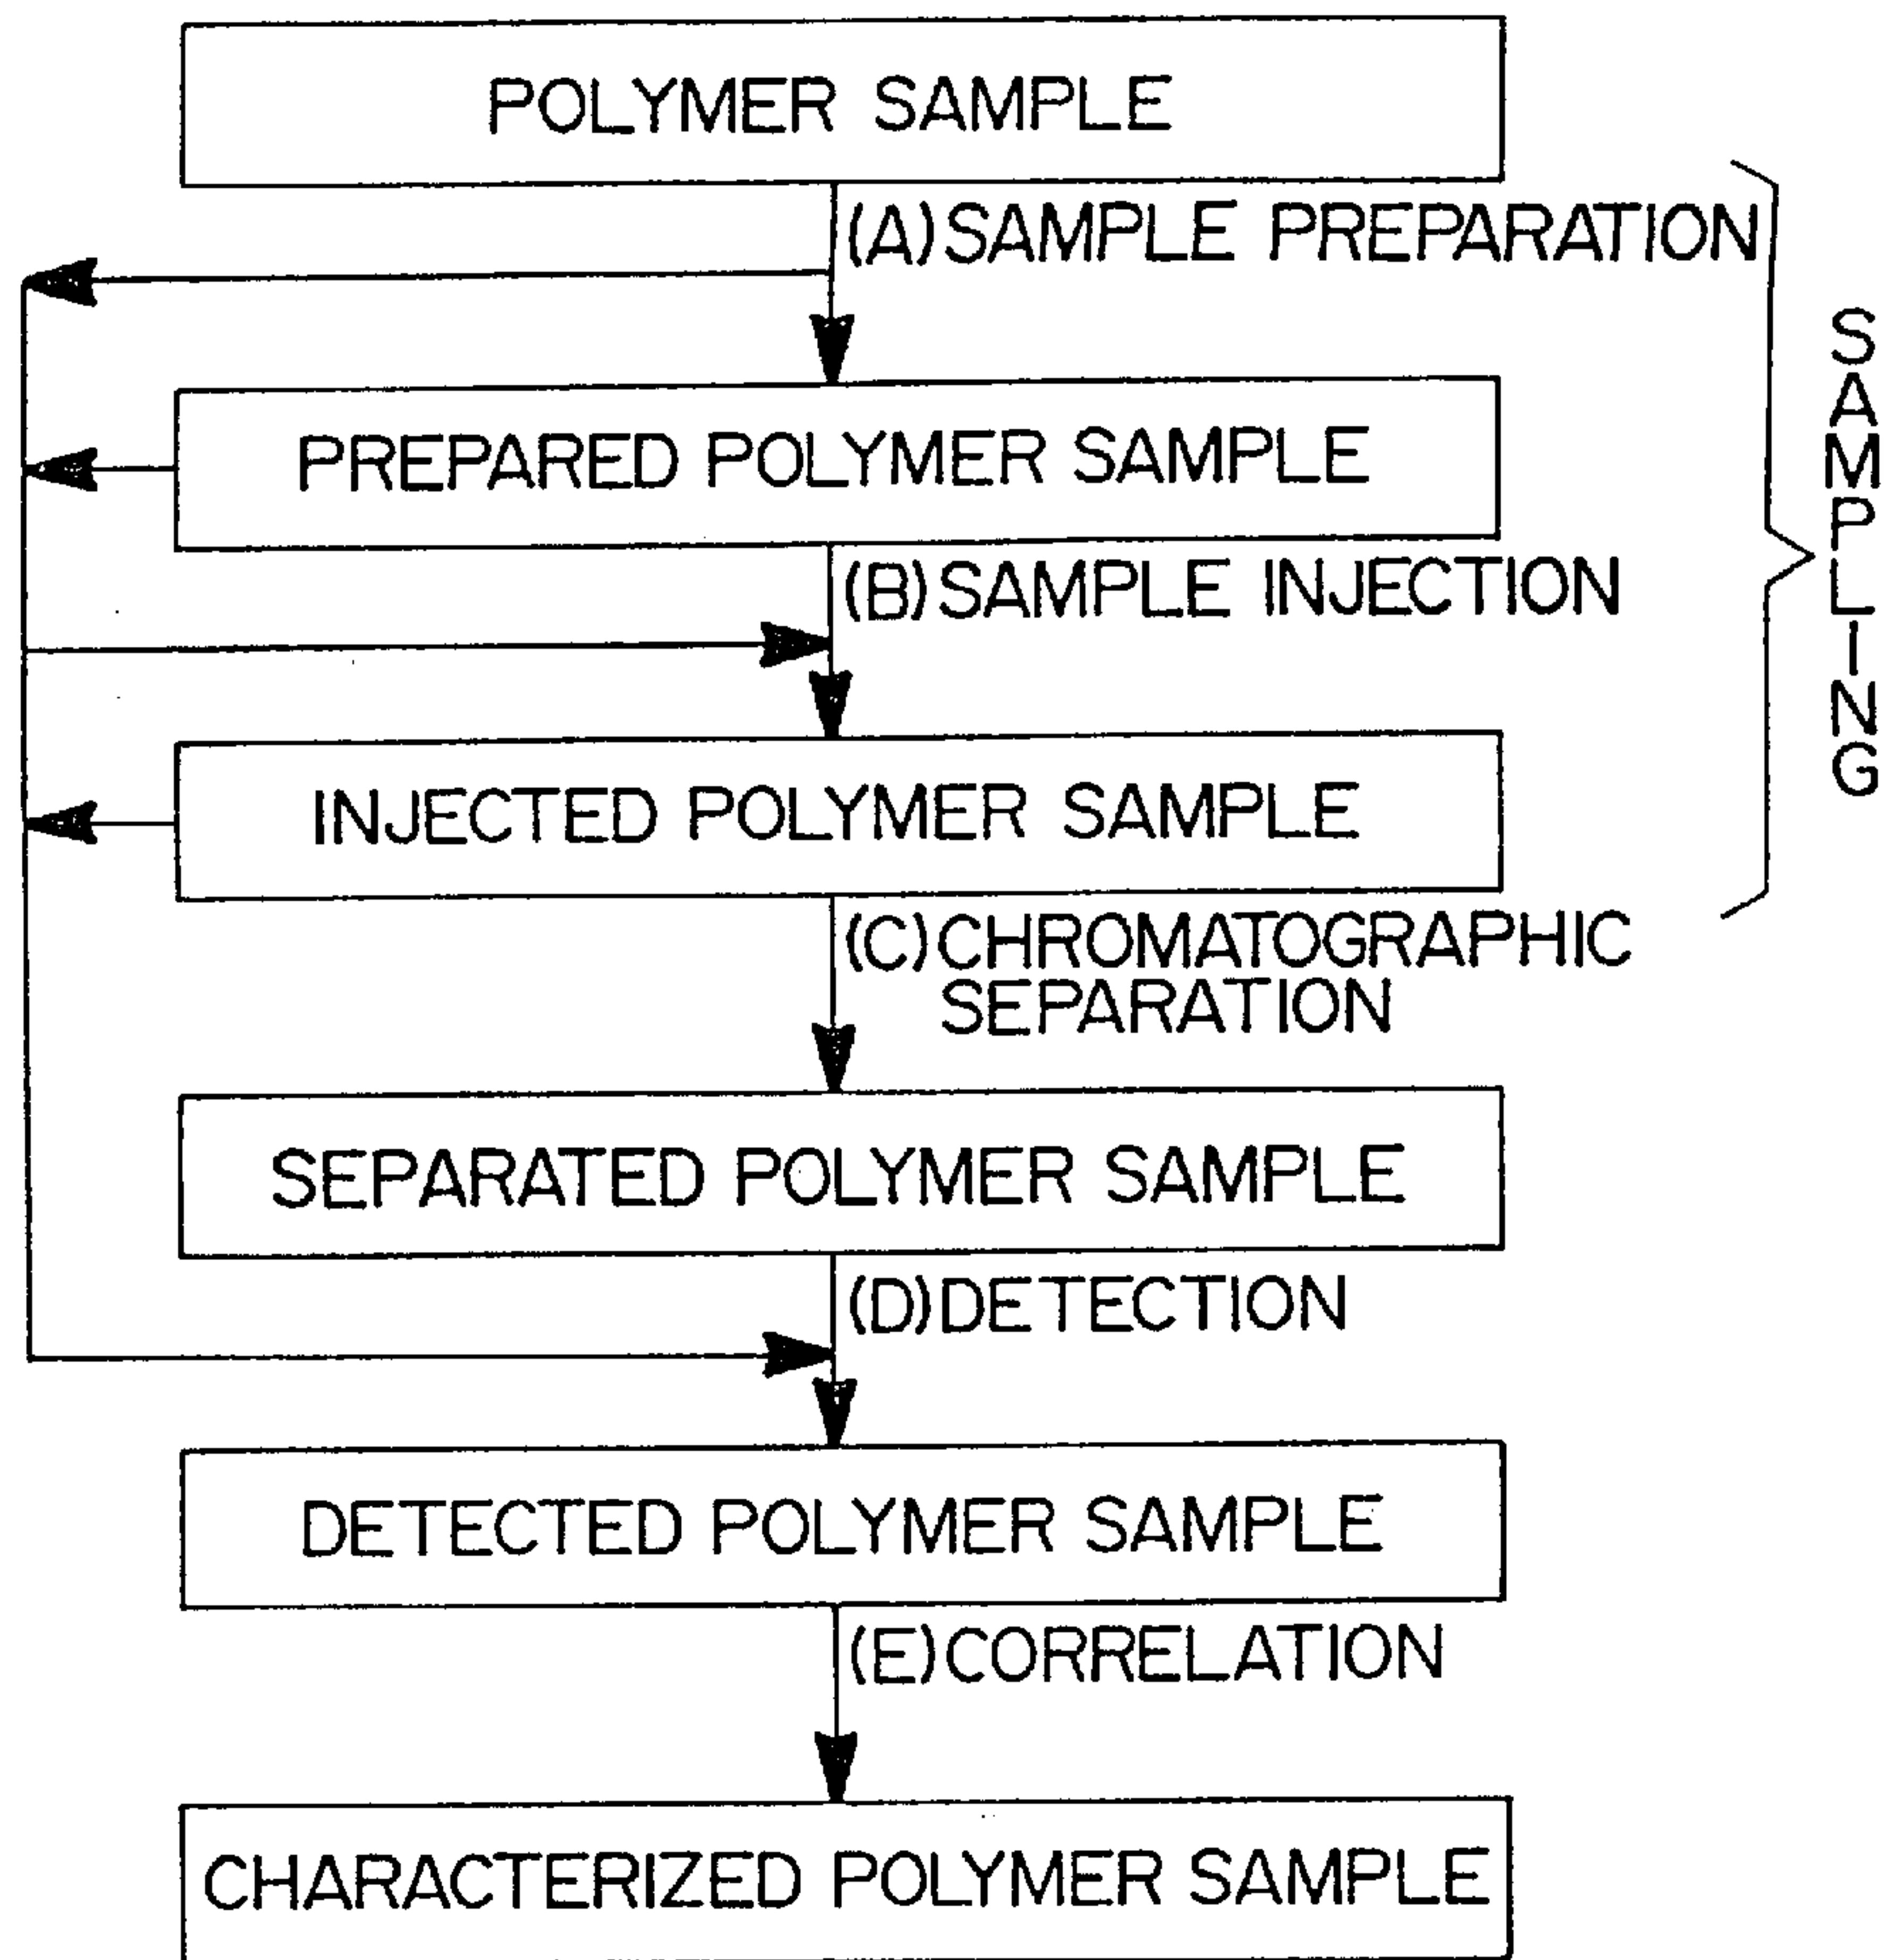 POLYMER SAMPLE
(A)SAMPLE PREPARATION
PREPARED POLYMER SAMPLE
(B)SAMPLE INJECTION
INJECTED POLYMER SAMPLE
(C)CHROMATOGRAPHIC
SEPARATION
SEPARATED POLYMER SAMPLE
(D)DETECTION
DETECTED POLYMER SAMPLE
(E)CORRELATION
CHARACTERIZED POLYMER SAMPLE
SAMPLING